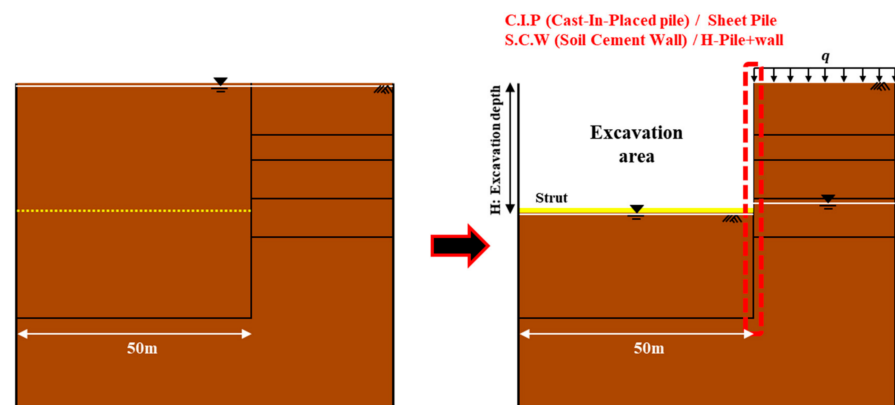 C.I.P (Cast-In-Placed pile) / Sheet Pile
S.C.W (Soil Cement Wall) / H-Pile+wall
q
H: Excavation depth
Excavation
area
Strut
50m
50m